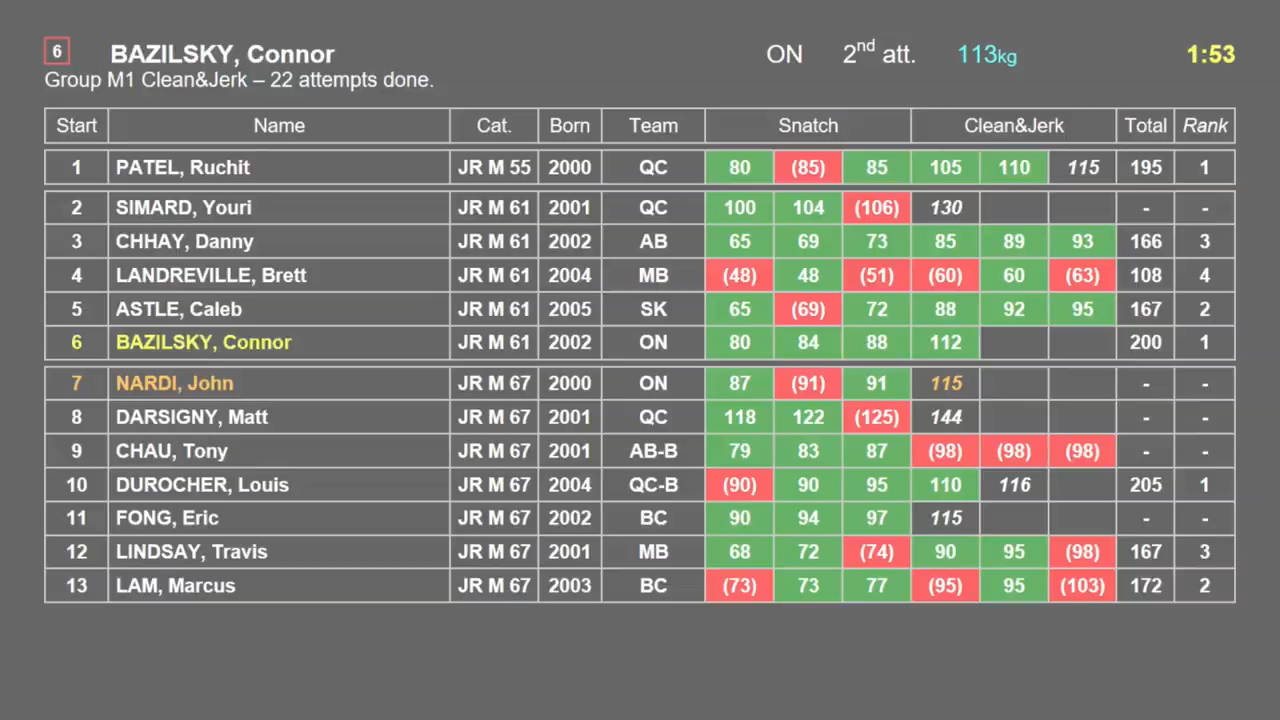 6 BAZILSKY, Connor ON 2nd att. 113kg 1:53
Group M1 Clean&Jerk – 22 attempts done.
Start Name Cat. Born Team Snatch Clean&Jerk Total Rank
1 PATEL, Ruchit JR M 55 2000 QC 80 (85) 85 105 110 115 195 1
2 SIMARD, Youri JR M 61 2001 QC 100 104 (106) 130 - -
3 CHHAY, Danny JR M 61 2002 AB 65 69 73 85 89 93 166 3
4 LANDREVILLE, Brett JR M 61 2004 MB (48) 48 (51) (60) 60 (63) 108 4
5 ASTLE, Caleb JR M 61 2005 SK 65 (69) 72 88 92 95 167 2
6 BAZILSKY, Connor JR M 61 2002 ON 80 84 88 112 200 1
7 NARDI, John JR M 67 2000 ON 87 (91) 91 115 - -
8 DARSIGNY, Matt JR M 67 2001 QC 118 122 (125) 144 - -
9 CHAU, Tony JR M 67 2001 AB-B 79 83 87 (98) (98) (98) - -
10 DUROCHER, Louis JR M 67 2004 QC-B (90) 90 95 110 116 205 1
11 FONG, Eric JR M 67 2002 BC 90 94 97 115 - -
12 LINDSAY, Travis JR M 67 2001 MB 68 72 (74) 90 95 (98) 167 3
13 LAM, Marcus JR M 67 2003 BC (73) 73 77 (95) 95 (103) 172 2